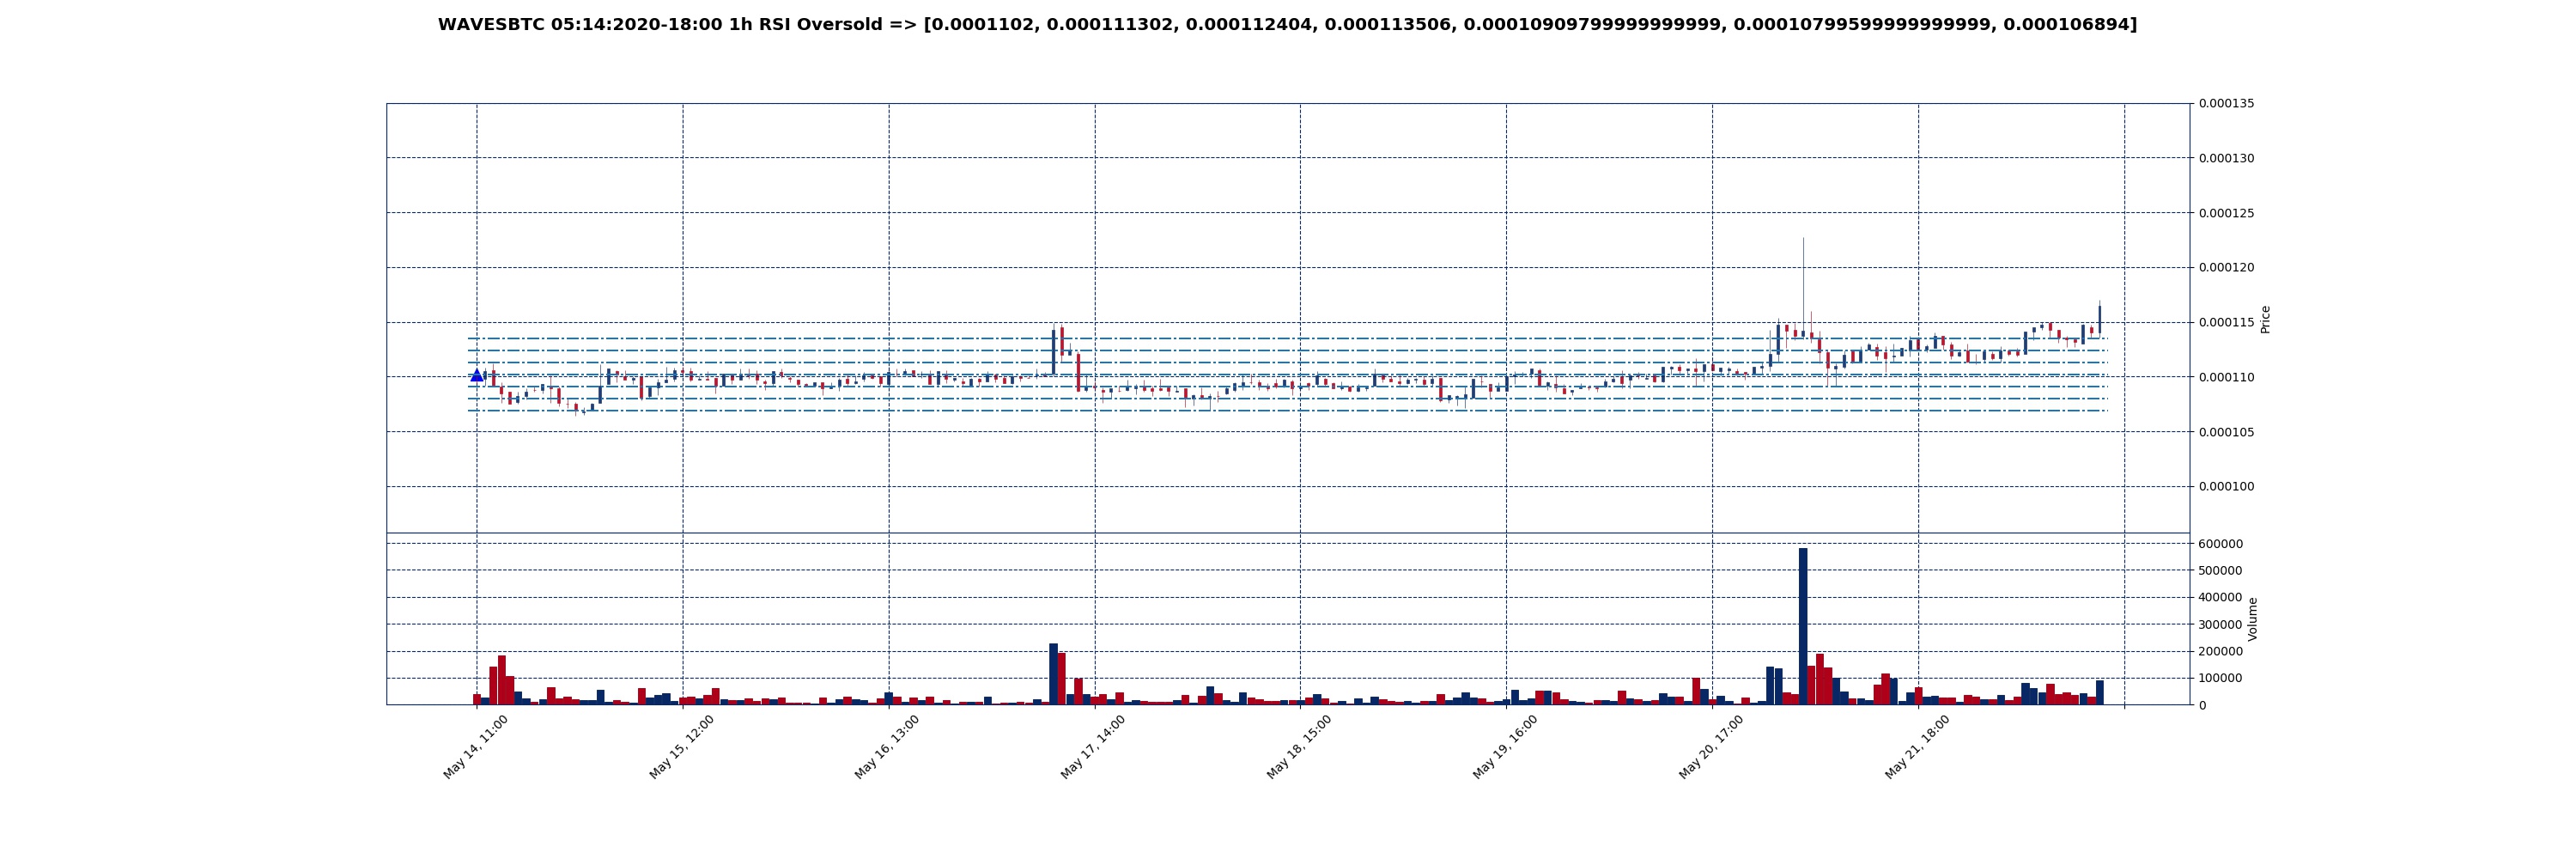 WAVESBTC 05:14:2020-18:00 1h RSI Oversold => [0.0001102, 0.000111302, 0.000112404, 0.000113506, 0.00010909799999999999, 0.00010799599999999999, 0.000106894]
0.000135
0.000130
0.000125
0.000120
0.000115
0.000110
0.000105
0.000100
Price
600000
500000
400000
300000
200000
100000
0
Volume
May 14, 11:00
May 15, 12:00
May 16, 13:00
May 17, 14:00
May 18, 15:00
May 19, 16:00
May 20, 17:00
May 21, 18:00